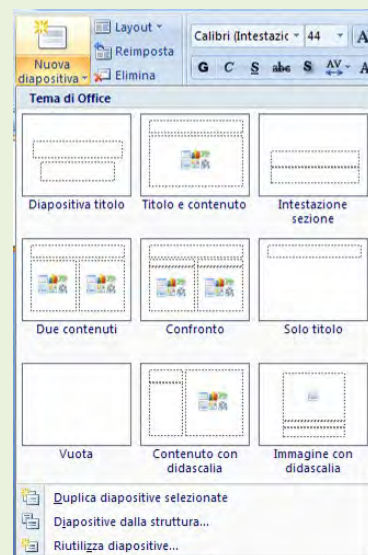 Layout
Reimposta
Elimina
Nuova
diapositiva
Calibri (Intestazic
44
A
G C S abe S AV A
Tema di Office
Diapositiva titolo
Titolo e contenuto
Intestazione
sezione
Due contenuti
Confronto
Solo titolo
Vuota
Contenuto con
didascalia
Immagine con
didascalia
Duplica diapositive selezionate
Diapositive dalla struttura...
Riutilizza diapositive...